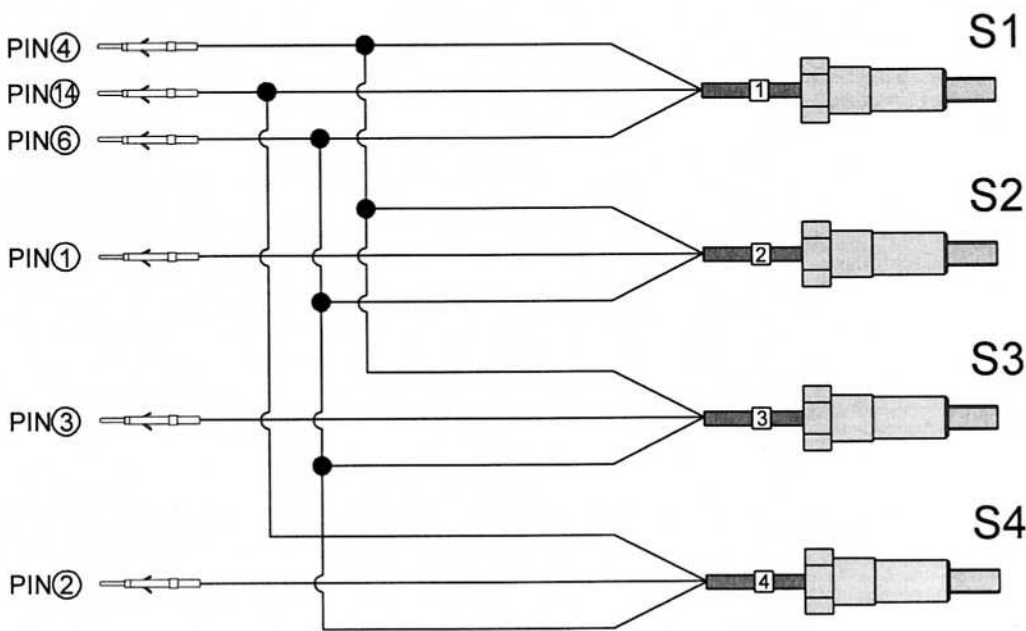 S1
PIN④
PIN⑭ 1
PIN⑥
S2
PIN① 2
S3
PIN③ 3
S4
PIN② 4